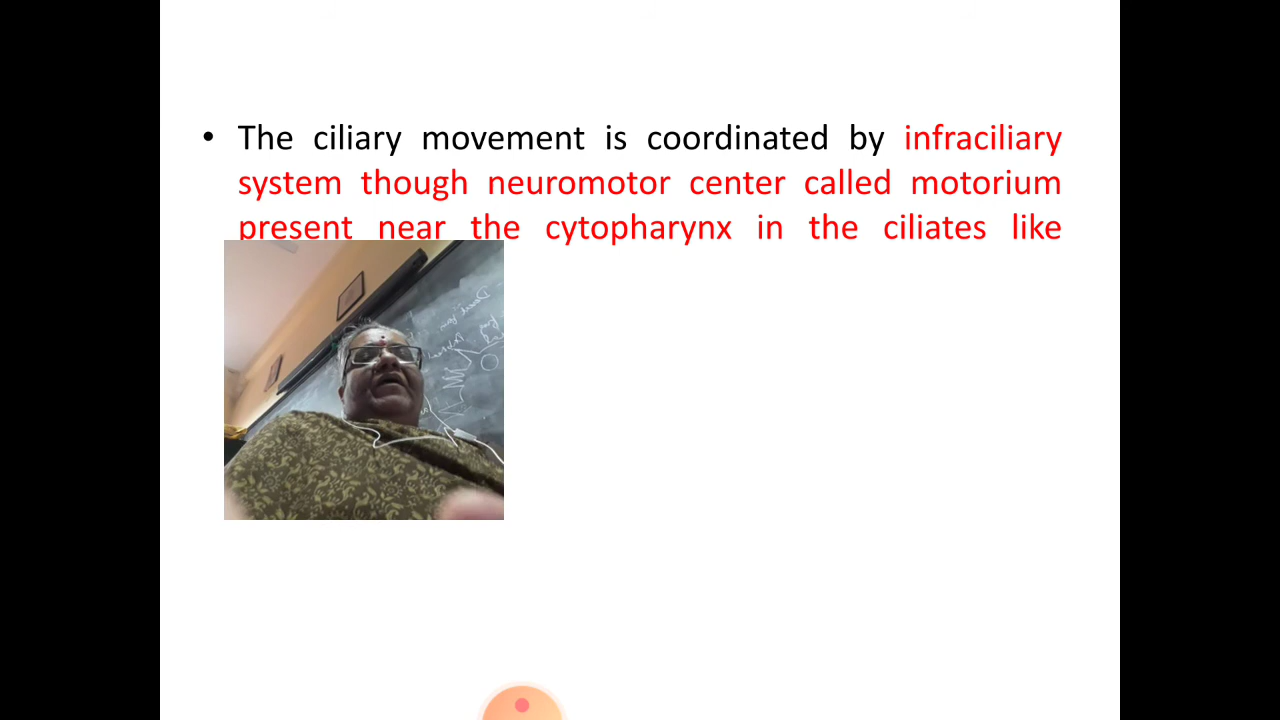 • The ciliary movement is coordinated by infraciliary
system though neuromotor center called motorium
present near the cytopharynx in the ciliates like